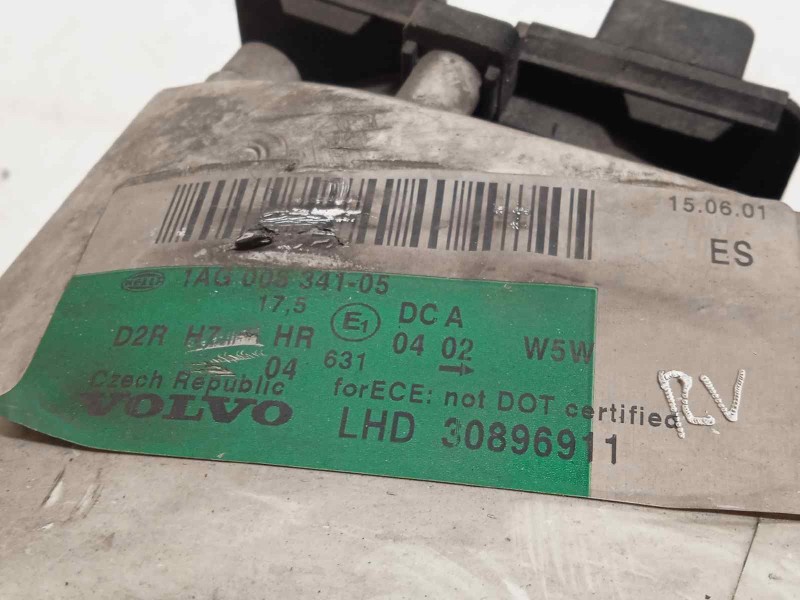 15.06.01
ES
HELLA 1AG 008 341-05
17,5
D2R H7 HR E1 DC A W5W
04 631 04 02 →
Czech Republic forECE: not DOT certified
VOLVO LHD 30896911
RV